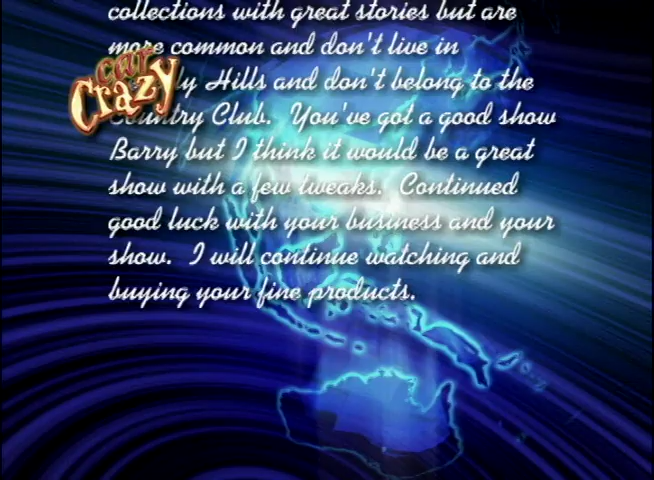 collections with great stories but are
more common and don't live in
Hills and don't belong to the
Country Club. You've got a good show
Barry but I think it would be a great
show with a few tweaks. Continued
good luck with your business and your
show. I will continue watching and
buying your fine products.
car
Crazy